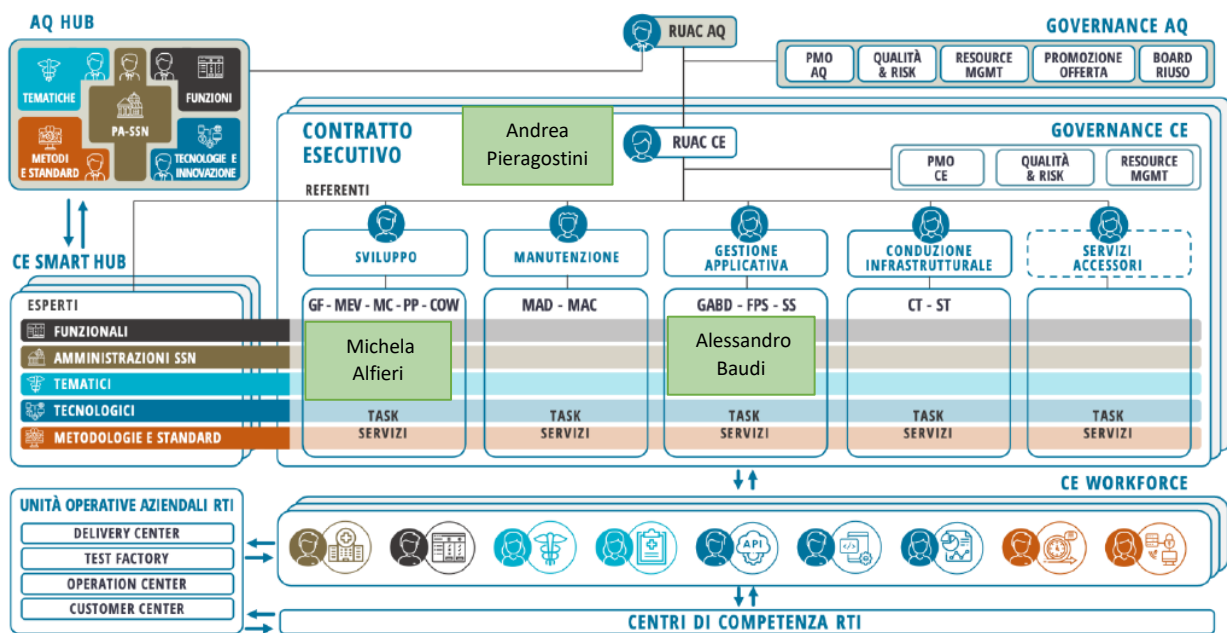 AQ HUB
TEMATICHE
FUNZIONI
PA-SSN
METODI
E STANDARD
TECNOLOGIE E
INNOVAZIONE
RUAC AQ
GOVERNANCE AQ
PMO
AQ
QUALITÀ
& RISK
RESOURCE
MGMT
PROMOZIONE
OFFERTA
BOARD
RIUSO
CONTRATTO
ESECUTIVO
Andrea
Pieragostini
RUAC CE
GOVERNANCE CE
PMO
CE
QUALITÀ
& RISK
RESOURCE
MGMT
REFERENTI
SVILUPPO
MANUTENZIONE
GESTIONE
APPLICATIVA
CONDUZIONE
INFRASTRUTTURALE
SERVIZI
ACCESSORI
CE SMART HUB
ESPERTI
FUNZIONALI
AMMINISTRAZIONI SSN
TEMATICI
TECNOLOGICI
METODOLOGIE E STANDARD
GF - MEV - MC - PP - COW
MAD - MAC
GABD - FPS - SS
CT - ST
Michela
Alfieri
Alessandro
Baudi
TASK
SERVIZI
TASK
SERVIZI
TASK
SERVIZI
TASK
SERVIZI
TASK
SERVIZI
CE WORKFORCE
API
UNITÀ OPERATIVE AZIENDALI RTI
DELIVERY CENTER
TEST FACTORY
OPERATION CENTER
CUSTOMER CENTER
CENTRI DI COMPETENZA RTI